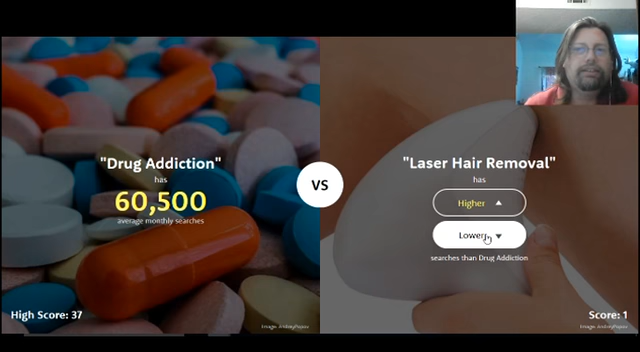 "Drug Addiction"
has
60,500
average monthly searches
High Score: 37
VS
"Laser Hair Removal"
has
Higher
Lower
searches than Drug Addiction
Score: 1